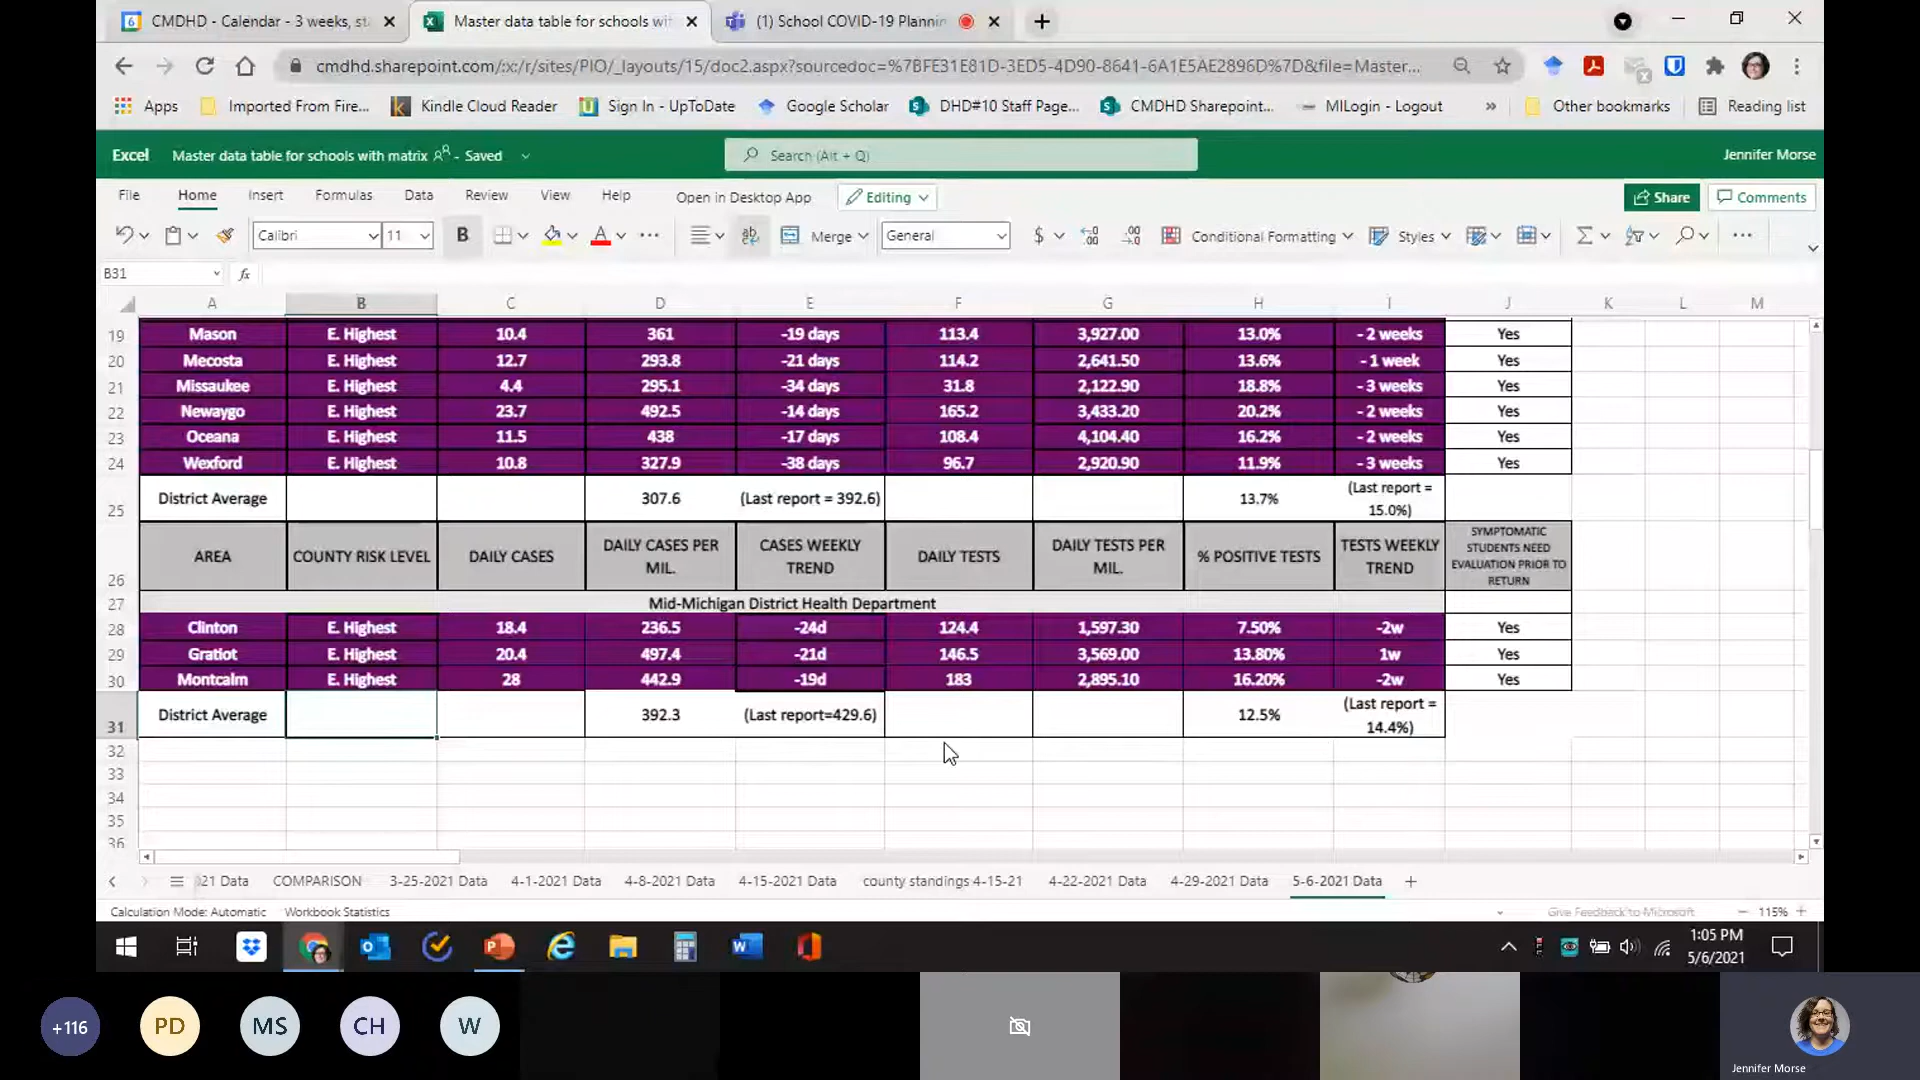 CMDHD - Calendar - 3 weeks, st
Master data table for schools wit
(1) School COVID-19 Plannin
cmdhd.sharepoint.com/:x:/r/sites/PIO/_layouts/15/doc2.aspx?sourcedoc=%7BFE31E81D-3ED5-4D90-8641-6A1E5AE2896D%7D&file=Master...
Apps Imported From Fire... Kindle Cloud Reader Sign In - UpToDate Google Scholar DHD#10 Staff Page... CMDHD Sharepoint... MILogin - Logout » Other bookmarks Reading list
Excel Master data table for schools with matrix - Saved Search (Alt + Q) Jennifer Morse
File Home Insert Formulas Data Review View Help Open in Desktop App Editing Share Comments
Calibri 11 B A Merge General $ Conditional Formatting Styles
B31 fx
A B C D E F G H I J K L M
19 Mason E. Highest 10.4 361 -19 days 113.4 3,927.00 13.0% - 2 weeks Yes
20 Mecosta E. Highest 12.7 293.8 -21 days 114.2 2,641.50 13.6% - 1 week Yes
21 Missaukee E. Highest 4.4 295.1 -34 days 31.8 2,122.90 18.8% - 3 weeks Yes
22 Newaygo E. Highest 23.7 492.5 -14 days 165.2 3,433.20 20.2% - 2 weeks Yes
23 Oceana E. Highest 11.5 438 -17 days 108.4 4,104.40 16.2% - 2 weeks Yes
24 Wexford E. Highest 10.8 327.9 -38 days 96.7 2,920.90 11.9% - 3 weeks Yes
25 District Average 307.6 (Last report = 392.6) 13.7% (Last report = 15.0%)
26 AREA COUNTY RISK LEVEL DAILY CASES DAILY CASES PER MIL. CASES WEEKLY TREND DAILY TESTS DAILY TESTS PER MIL. % POSITIVE TESTS TESTS WEEKLY TREND SYMPTOMATIC STUDENTS NEED EVALUATION PRIOR TO RETURN
27 Mid-Michigan District Health Department
28 Clinton E. Highest 18.4 236.5 -24d 124.4 1,597.30 7.50% -2w Yes
29 Gratiot E. Highest 20.4 497.4 -21d 146.5 3,569.00 13.80% 1w Yes
30 Montcalm E. Highest 28 442.9 -19d 183 2,895.10 16.20% -2w Yes
31 District Average 392.3 (Last report=429.6) 12.5% (Last report = 14.4%)
32
33
34
35
36
021 Data COMPARISON 3-25-2021 Data 4-1-2021 Data 4-8-2021 Data 4-15-2021 Data county standings 4-15-21 4-22-2021 Data 4-29-2021 Data 5-6-2021 Data
Calculation Mode: Automatic Workbook Statistics Give Feedback to Microsoft 115%
1:05 PM
5/6/2021
+116 PD MS CH W
Jennifer Morse